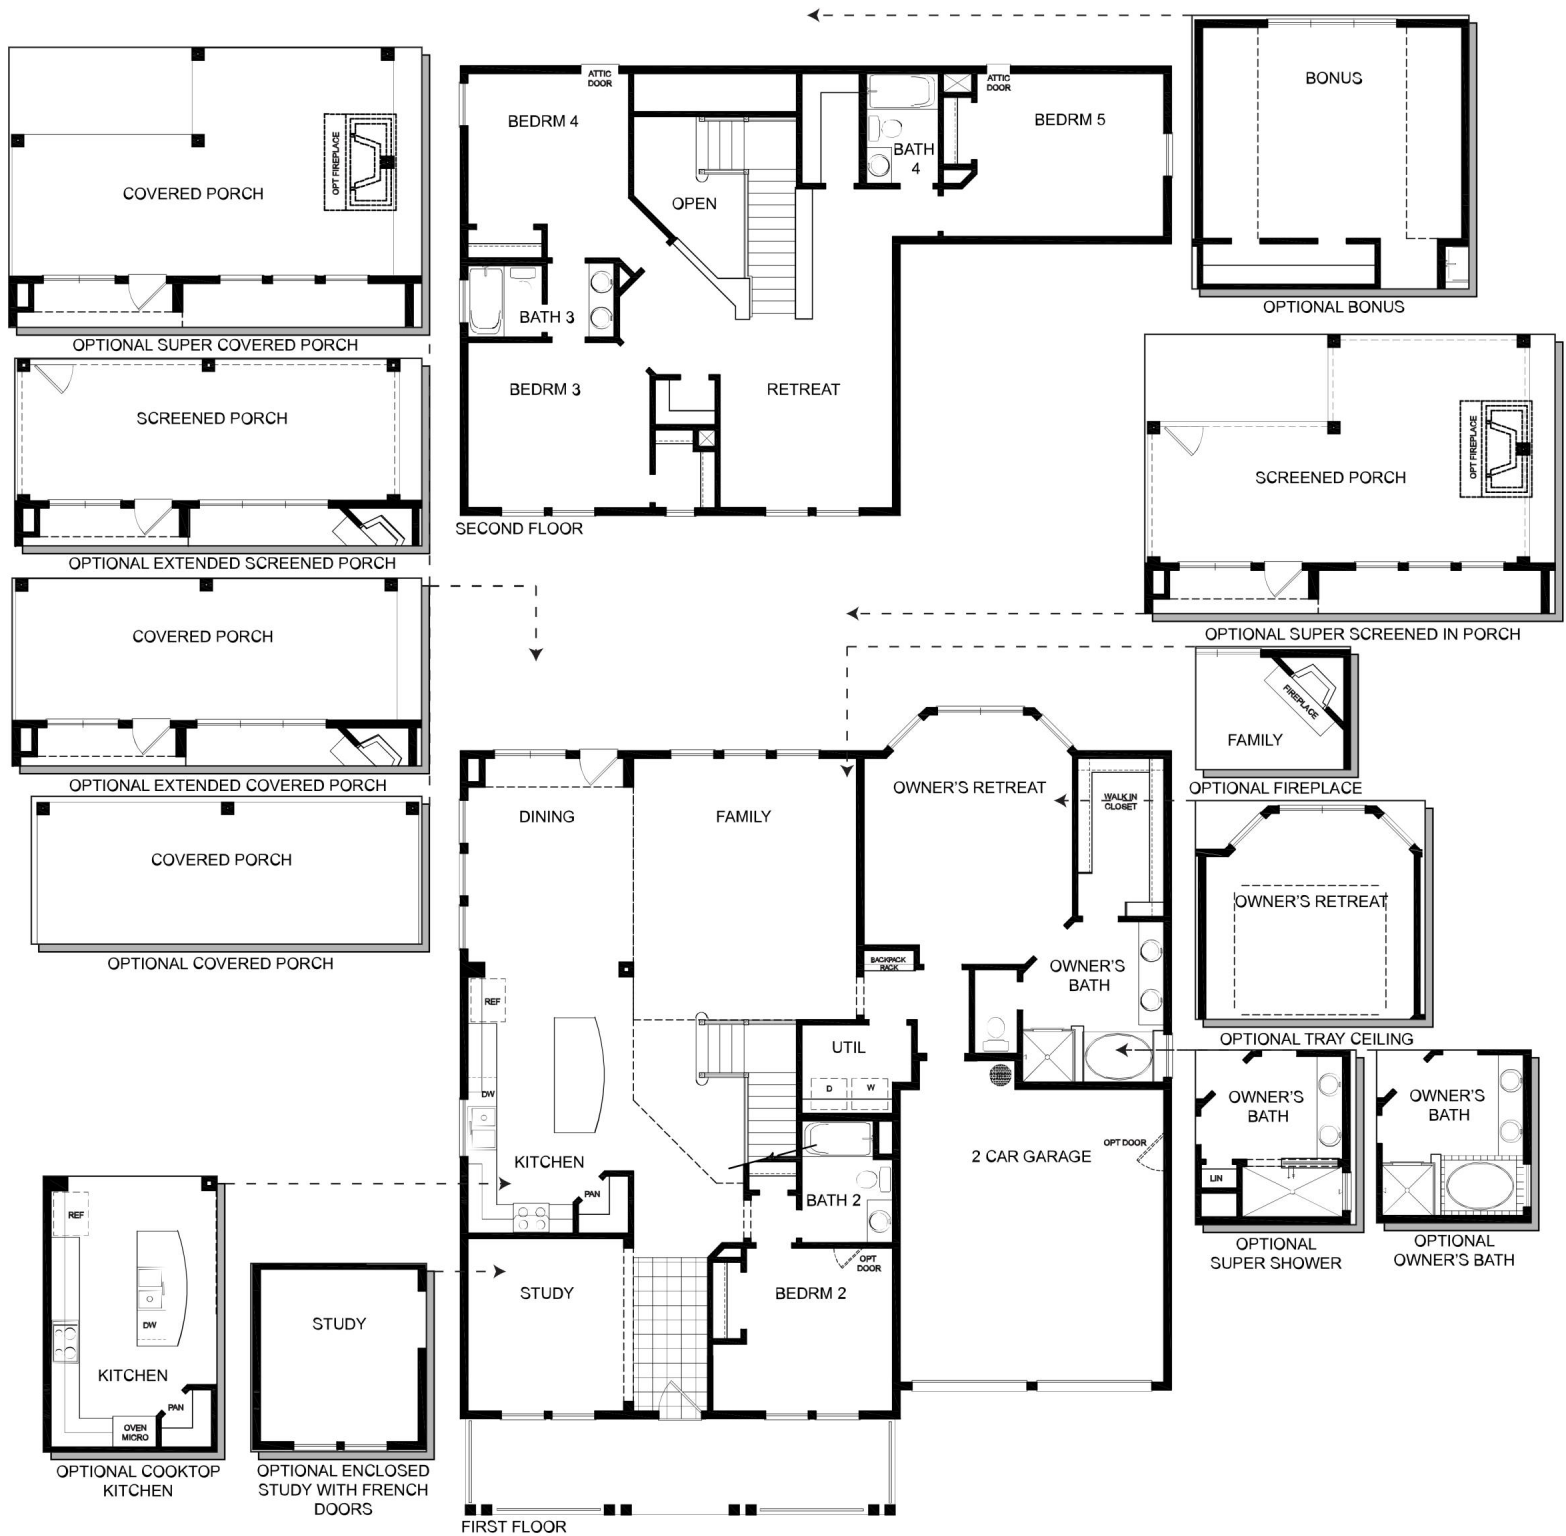 COVERED PORCH
OPT FIREPLACE
OPTIONAL SUPER COVERED PORCH
SCREENED PORCH
OPTIONAL EXTENDED SCREENED PORCH
COVERED PORCH
OPTIONAL EXTENDED COVERED PORCH
COVERED PORCH
OPTIONAL COVERED PORCH
ATTIC
DOOR
BEDRM 4
OPEN
BATH
4
ATTIC
DOOR
BEDRM 5
BATH 3
BEDRM 3
RETREAT
SECOND FLOOR
BONUS
OPTIONAL BONUS
OPT FIREPLACE
SCREENED PORCH
OPTIONAL SUPER SCREENED IN PORCH
FIREPLACE
FAMILY
OPTIONAL FIREPLACE
OWNER'S RETREAT
OPTIONAL TRAY CEILING
DINING
FAMILY
OWNER'S RETREAT
WALK IN
CLOSET
BACKPACK
RACK
OWNER'S
BATH
REF
UTIL
D
W
DW
KITCHEN
PAN
BATH 2
2 CAR GARAGE
OPT DOOR
OPT
DOOR
STUDY
BEDRM 2
FIRST FLOOR
OWNER'S
BATH
LIN
OPTIONAL
SUPER SHOWER
OWNER'S
BATH
OPTIONAL
OWNER'S BATH
REF
DW
KITCHEN
PAN
OVEN
MICRO
OPTIONAL COOKTOP
KITCHEN
STUDY
OPTIONAL ENCLOSED
STUDY WITH FRENCH
DOORS